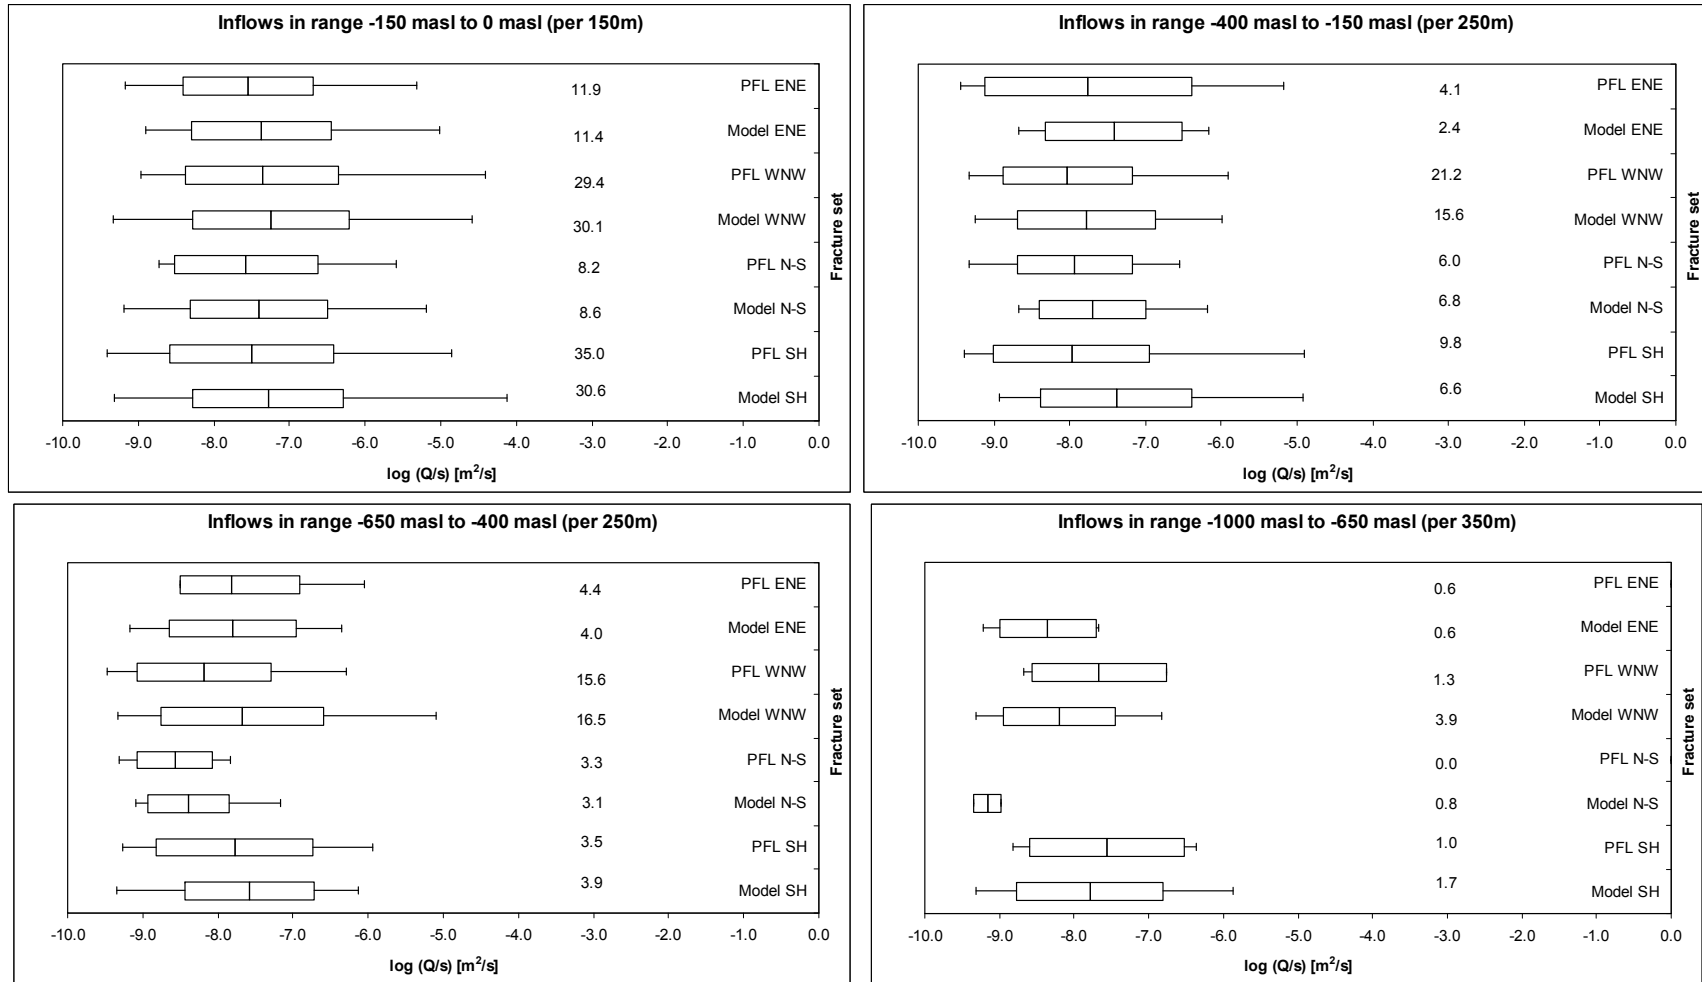 Inflows in range -150 masl to 0 masl (per 150m)
11.9 PFL ENE
11.4 Model ENE
29.4 PFL WNW
30.1 Model WNW
8.2 PFL N-S
8.6 Model N-S
35.0 PFL SH
30.6 Model SH
Fracture set
-10.0 -9.0 -8.0 -7.0 -6.0 -5.0 -4.0 -3.0 -2.0 -1.0 0.0
log (Q/s) [m²/s]
Inflows in range -400 masl to -150 masl (per 250m)
4.1 PFL ENE
2.4 Model ENE
21.2 PFL WNW
15.6 Model WNW
6.0 PFL N-S
6.8 Model N-S
9.8 PFL SH
6.6 Model SH
Fracture set
-10.0 -9.0 -8.0 -7.0 -6.0 -5.0 -4.0 -3.0 -2.0 -1.0 0.0
log (Q/s) [m²/s]
Inflows in range -650 masl to -400 masl (per 250m)
4.4 PFL ENE
4.0 Model ENE
15.6 PFL WNW
16.5 Model WNW
3.3 PFL N-S
3.1 Model N-S
3.5 PFL SH
3.9 Model SH
Fracture set
-10.0 -9.0 -8.0 -7.0 -6.0 -5.0 -4.0 -3.0 -2.0 -1.0 0.0
log (Q/s) [m²/s]
Inflows in range -1000 masl to -650 masl (per 350m)
0.6 PFL ENE
0.6 Model ENE
1.3 PFL WNW
3.9 Model WNW
0.0 PFL N-S
0.8 Model N-S
1.0 PFL SH
1.7 Model SH
Fracture set
-10.0 -9.0 -8.0 -7.0 -6.0 -5.0 -4.0 -3.0 -2.0 -1.0 0.0
log (Q/s) [m²/s]